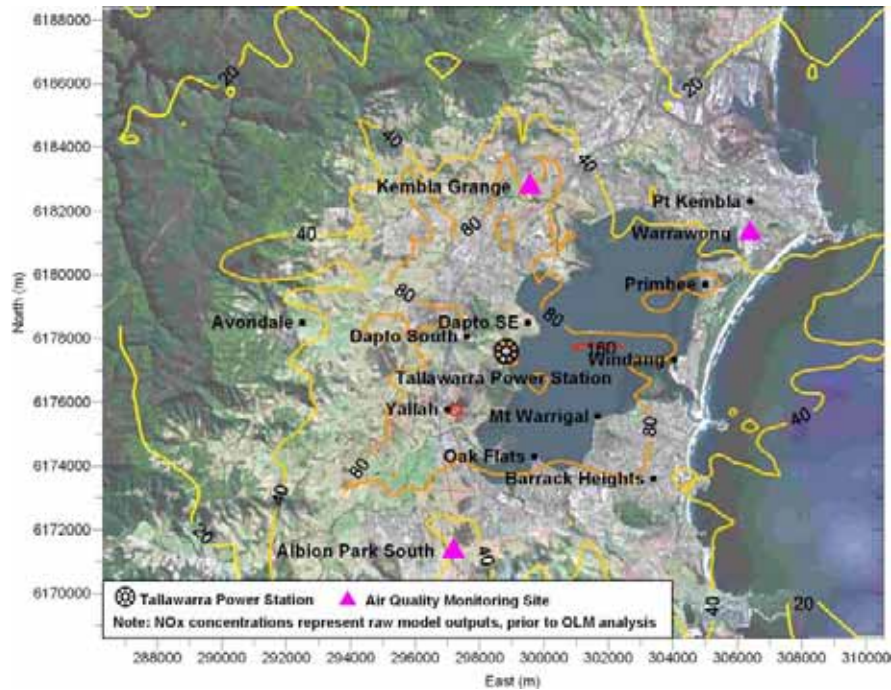 6188000
6186000
6184000
6182000
6180000
6178000
6176000
6174000
6172000
6170000
North (m)
20
20
40
40
Kembla Grange
80
Pt Kembla
Warrawong
40
80
Primbee
80
Avondale
Dapto SE
Dapto South
160
Windang
Tallawarra Power Station
Yallah
Mt Warrigal
80
40
80
Oak Flats
Barrack Heights
40
20
Albion Park South
40
40
20
Tallawarra Power Station
Air Quality Monitoring Site
Note: NOx concentrations represent raw model outputs, prior to OLM analysis
288000 290000 292000 294000 296000 298000 300000 302000 304000 306000 308000 310000
East (m)